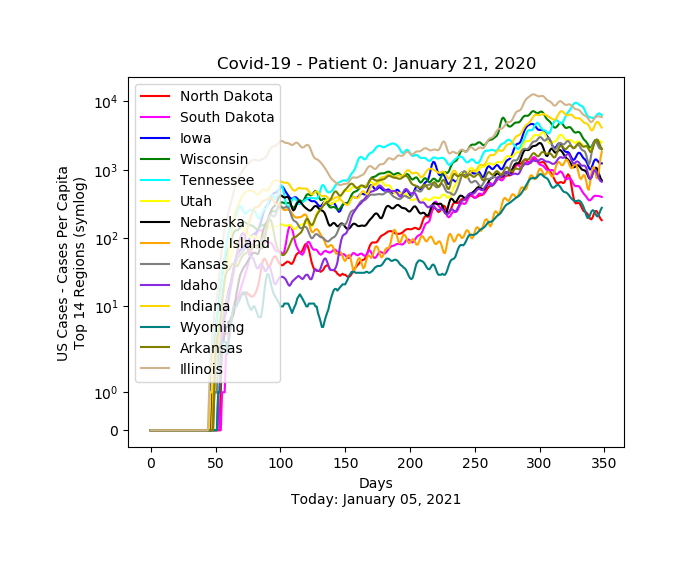 Covid-19 - Patient 0: January 21, 2020
US Cases - Cases Per Capita
Top 14 Regions (symlog)
10⁴
10³
10²
10¹
10⁰
0
North Dakota
South Dakota
Iowa
Wisconsin
Tennessee
Utah
Nebraska
Rhode Island
Kansas
Idaho
Indiana
Wyoming
Arkansas
Illinois
0 50 100 150 200 250 300 350
Days
Today: January 05, 2021